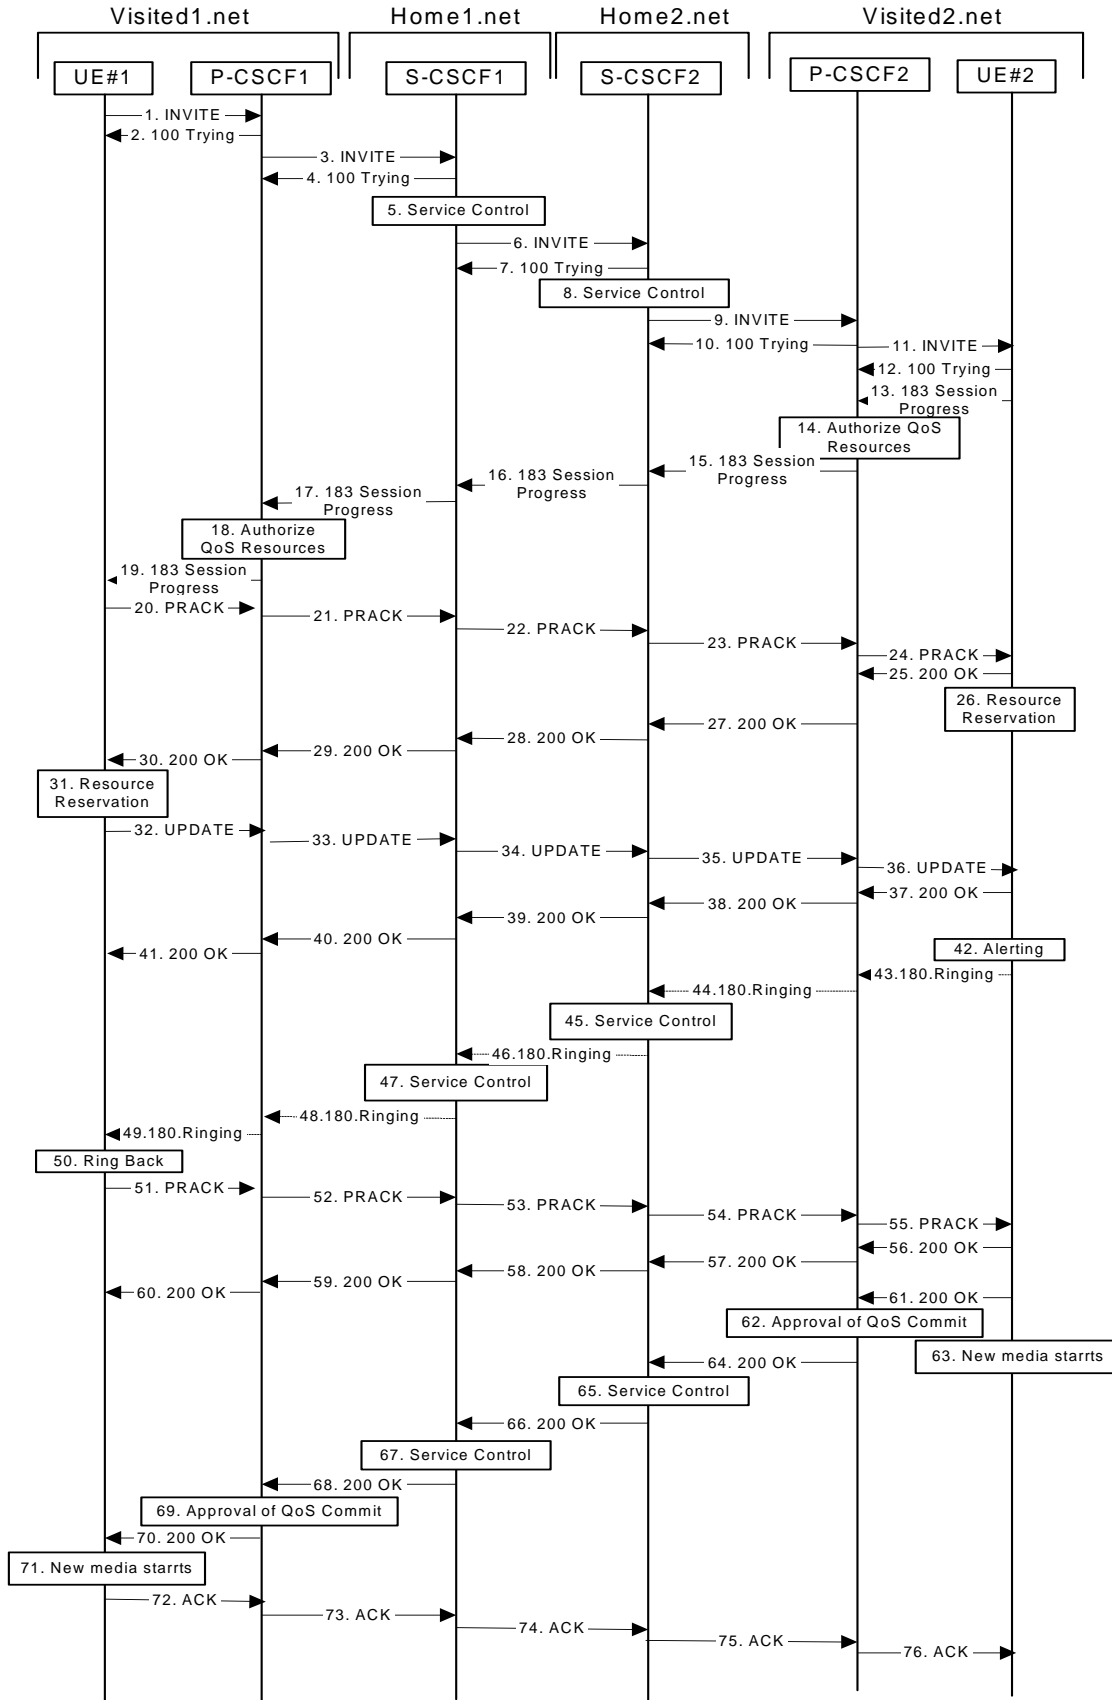 Visited1.net
Home1.net
Home2.net
Visited2.net
UE#1
P-CSCF1
S-CSCF1
S-CSCF2
P-CSCF2
UE#2
1. INVITE
2. 100 Trying
3. INVITE
4. 100 Trying
5. Service Control
6. INVITE
7. 100 Trying
8. Service Control
9. INVITE
10. 100 Trying
11. INVITE
12. 100 Trying
13. 183 Session
Progress
14. Authorize QoS
Resources
15. 183 Session
Progress
16. 183 Session
Progress
17. 183 Session
Progress
18. Authorize
QoS Resources
19. 183 Session
Progress
20. PRACK
21. PRACK
22. PRACK
23. PRACK
24. PRACK
25. 200 OK
26. Resource
Reservation
27. 200 OK
28. 200 OK
29. 200 OK
30. 200 OK
31. Resource
Reservation
32. UPDATE
33. UPDATE
34. UPDATE
35. UPDATE
36. UPDATE
37. 200 OK
38. 200 OK
39. 200 OK
40. 200 OK
41. 200 OK
42. Alerting
43.180.Ringing
44.180.Ringing
45. Service Control
46.180.Ringing
47. Service Control
48.180.Ringing
49.180.Ringing
50. Ring Back
51. PRACK
52. PRACK
53. PRACK
54. PRACK
55. PRACK
56. 200 OK
57. 200 OK
58. 200 OK
59. 200 OK
60. 200 OK
61. 200 OK
62. Approval of QoS Commit
63. New media starrts
64. 200 OK
65. Service Control
66. 200 OK
67. Service Control
68. 200 OK
69. Approval of QoS Commit
70. 200 OK
71. New media starrts
72. ACK
73. ACK
74. ACK
75. ACK
76. ACK